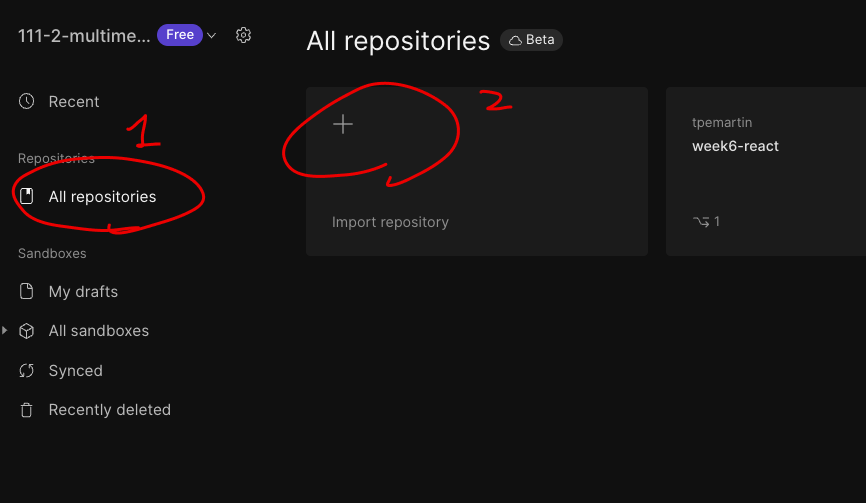 111-2-multime... Free
Recent
1
Repositories
All repositories
Sandboxes
My drafts
All sandboxes
Synced
Recently deleted
All repositories Beta
2
Import repository
tpemartin
week6-react
1